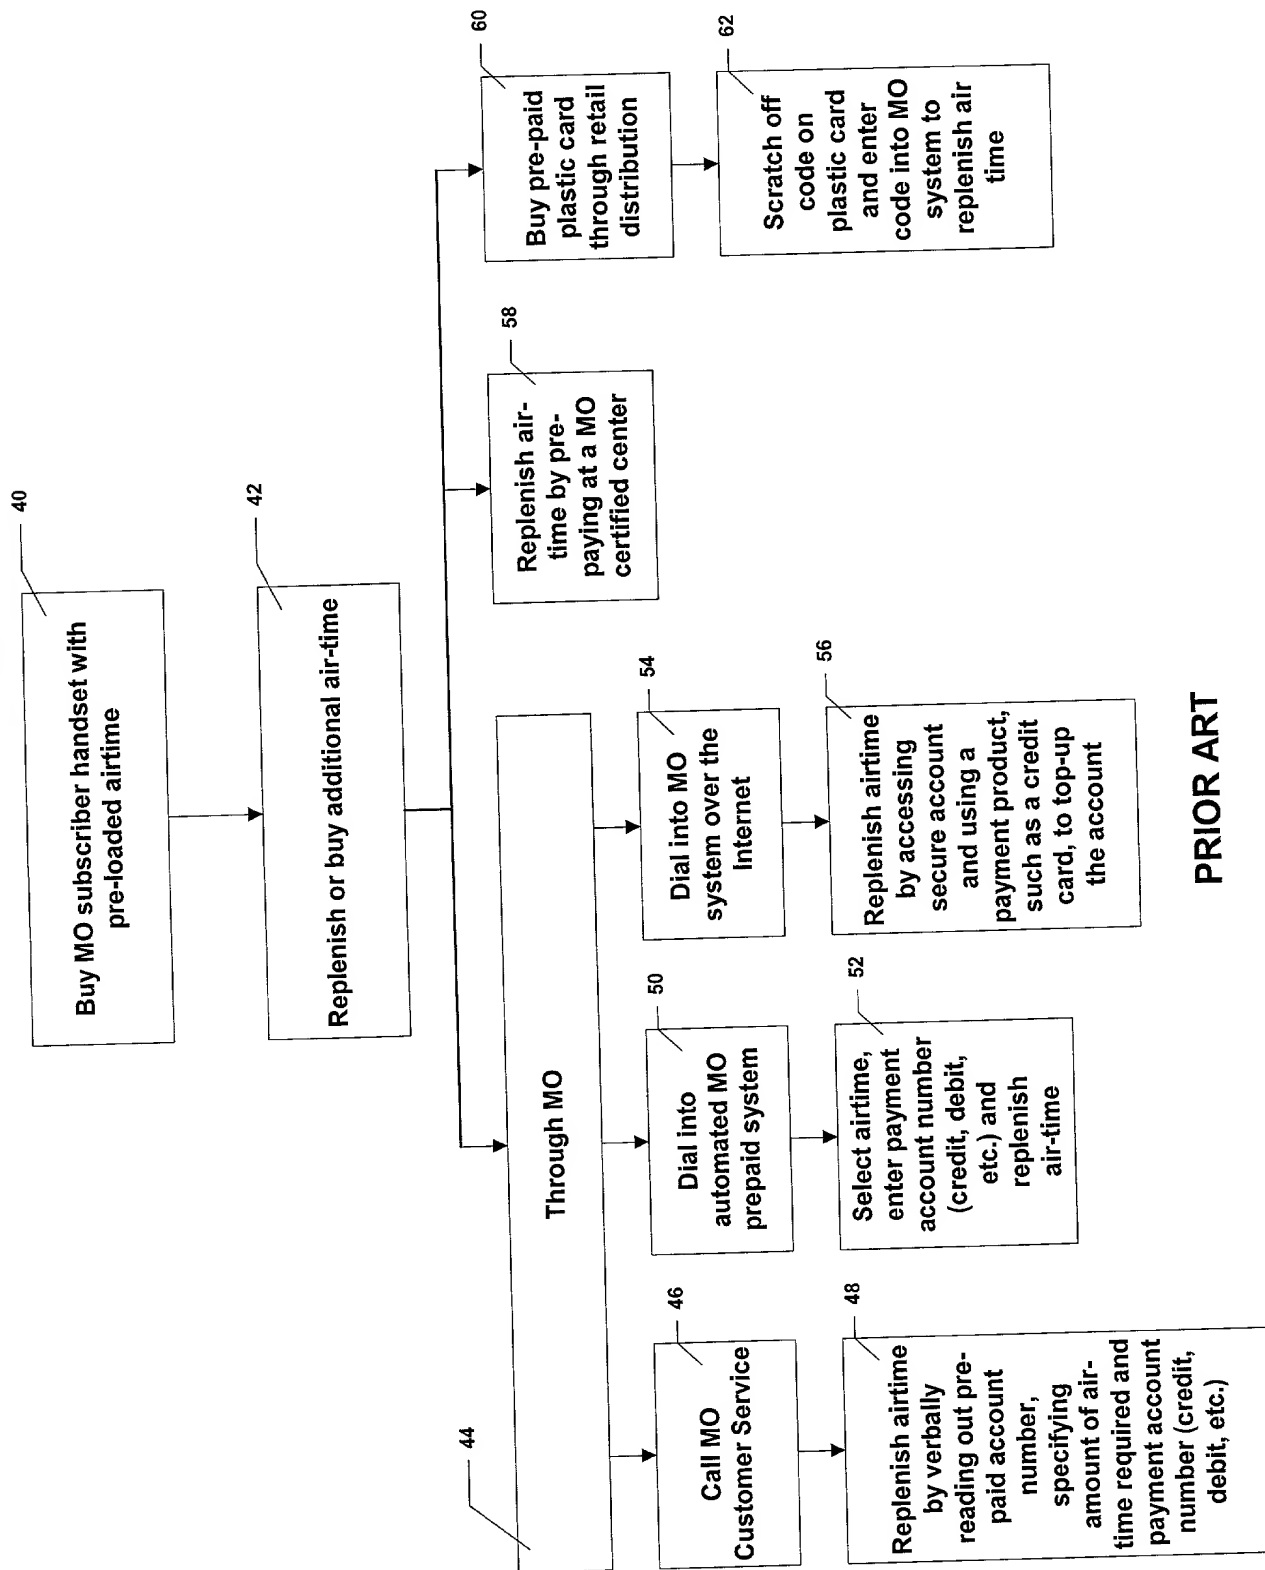 40
Buy MO subscriber handset with
pre-loaded airtime
42
Replenish or buy additional air-time
44
Through MO
46
Call MO
Customer Service
48
Replenish airtime
by verbally
reading out pre-
paid account
number,
specifying
amount of air-
time required and
payment account
number (credit,
debit, etc.)
50
Dial into
automated MO
prepaid system
52
Select airtime,
enter payment
account number
(credit, debit,
etc.) and
replenish
air-time
54
Dial into MO
system over the
Internet
56
Replenish airtime
by accessing
secure account
and using a
payment product,
such as a credit
card, to top-up
the account
58
Replenish air-
time by pre-
paying at a MO
certified center
60
Buy pre-paid
plastic card
through retail
distribution
62
Scratch off
code on
plastic card
and enter
code into MO
system to
replenish air
time
PRIOR ART